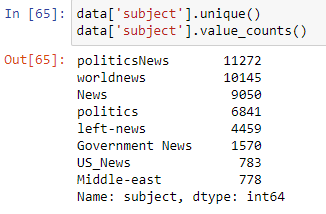 In [65]: data['subject'].unique()
data['subject'].value_counts()
Out[65]: politicsNews 11272
worldnews 10145
News 9050
politics 6841
left-news 4459
Government News 1570
US_News 783
Middle-east 778
Name: subject, dtype: int64